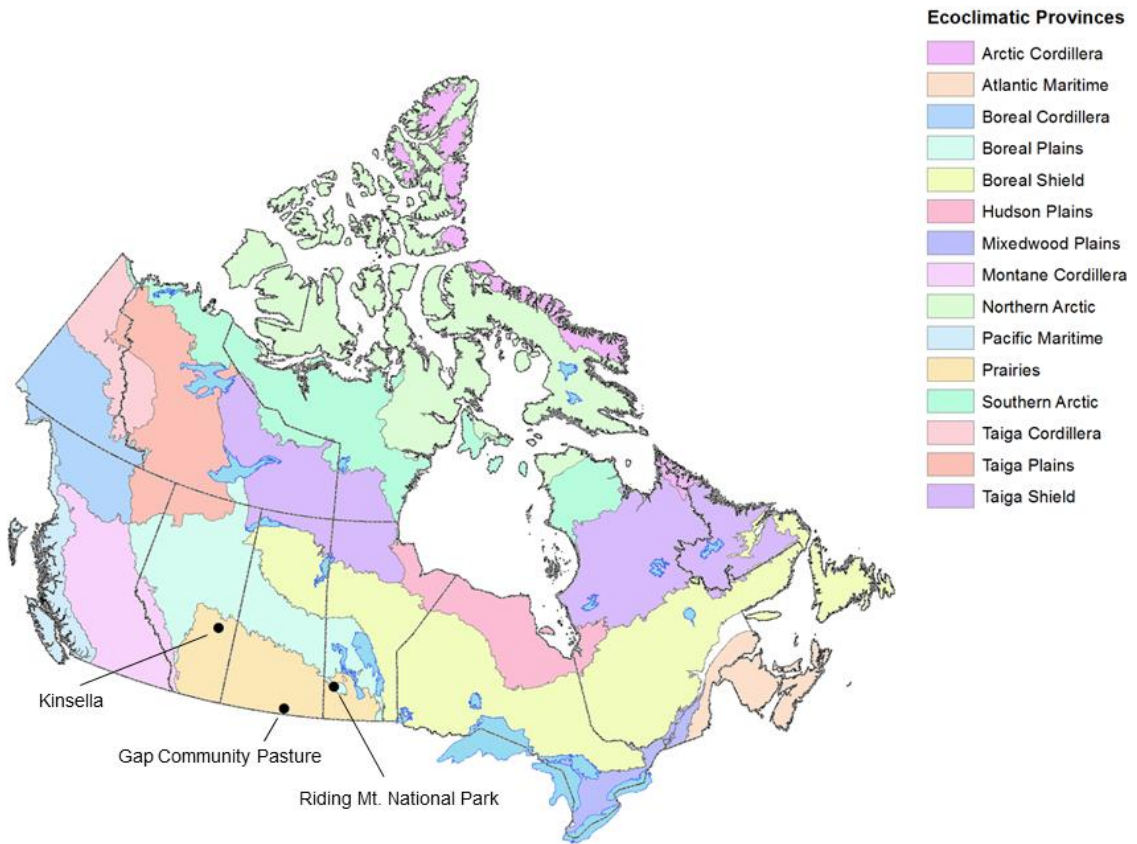 Ecoclimatic Provinces
Arctic Cordillera
Atlantic Maritime
Boreal Cordillera
Boreal Plains
Boreal Shield
Hudson Plains
Mixedwood Plains
Montane Cordillera
Northern Arctic
Pacific Maritime
Prairies
Southern Arctic
Taiga Cordillera
Taiga Plains
Taiga Shield
Kinsella
Gap Community Pasture
Riding Mt. National Park